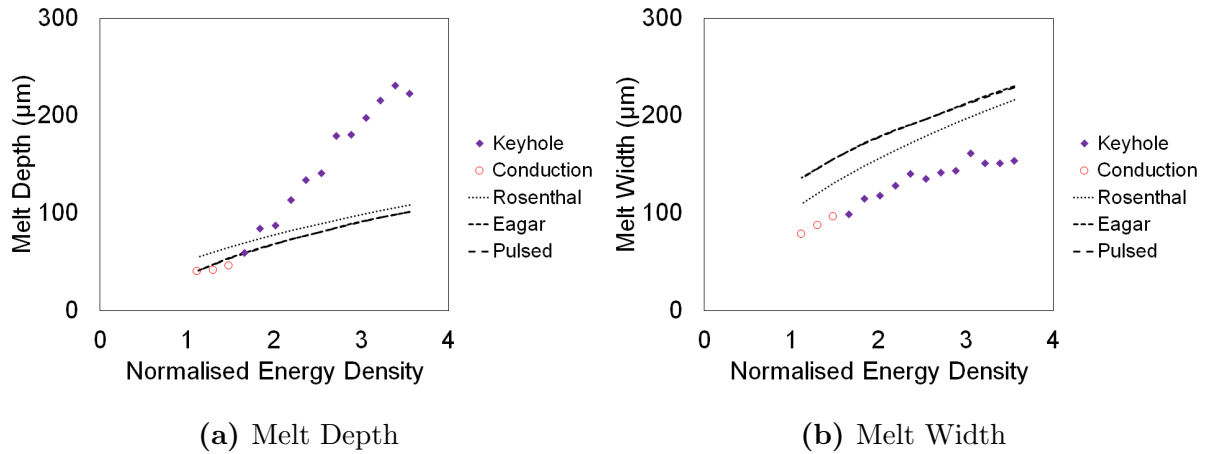 300
200
100
0
Melt Depth (µm)
0 1 2 3 4
Normalised Energy Density
Keyhole
Conduction
Rosenthal
Eagar
Pulsed
(a) Melt Depth
300
200
100
0
Melt Width (µm)
0 1 2 3 4
Normalised Energy Density
Keyhole
Conduction
Rosenthal
Eagar
Pulsed
(b) Melt Width